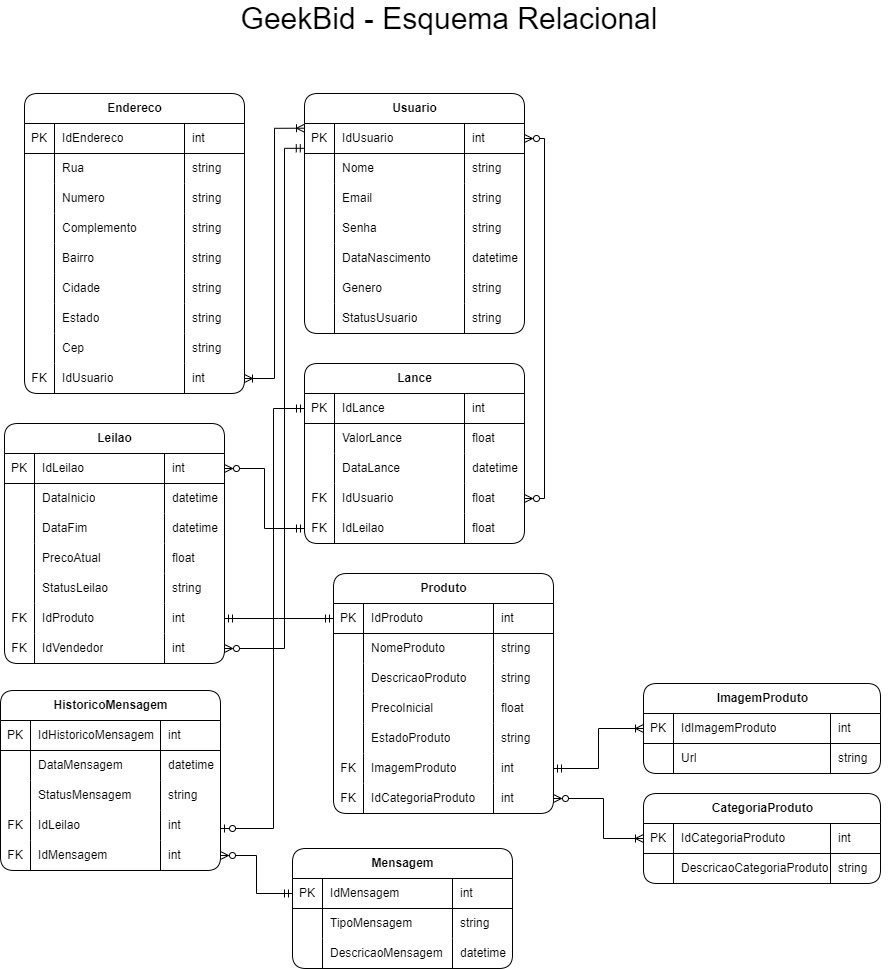 GeekBid - Esquema Relacional
Endereco
PK IdEndereco int
Rua string
Numero string
Complemento string
Bairro string
Cidade string
Estado string
Cep string
FK IdUsuario int
Usuario
PK IdUsuario int
Nome string
Email string
Senha string
DataNascimento datetime
Genero string
StatusUsuario string
Lance
PK IdLance int
ValorLance float
DataLance datetime
FK IdUsuario float
FK IdLeilao float
Leilao
PK IdLeilao int
DataInicio datetime
DataFim datetime
PrecoAtual float
StatusLeilao string
FK IdProduto int
FK IdVendedor int
Produto
PK IdProduto int
NomeProduto string
DescricaoProduto string
PrecoInicial float
EstadoProduto string
FK ImagemProduto int
FK IdCategoriaProduto int
ImagemProduto
PK IdImagemProduto int
Url string
CategoriaProduto
PK IdCategoriaProduto int
DescricaoCategoriaProduto string
HistoricoMensagem
PK IdHistoricoMensagem int
DataMensagem datetime
StatusMensagem string
FK IdLeilao int
FK IdMensagem int
Mensagem
PK IdMensagem int
TipoMensagem string
DescricaoMensagem datetime